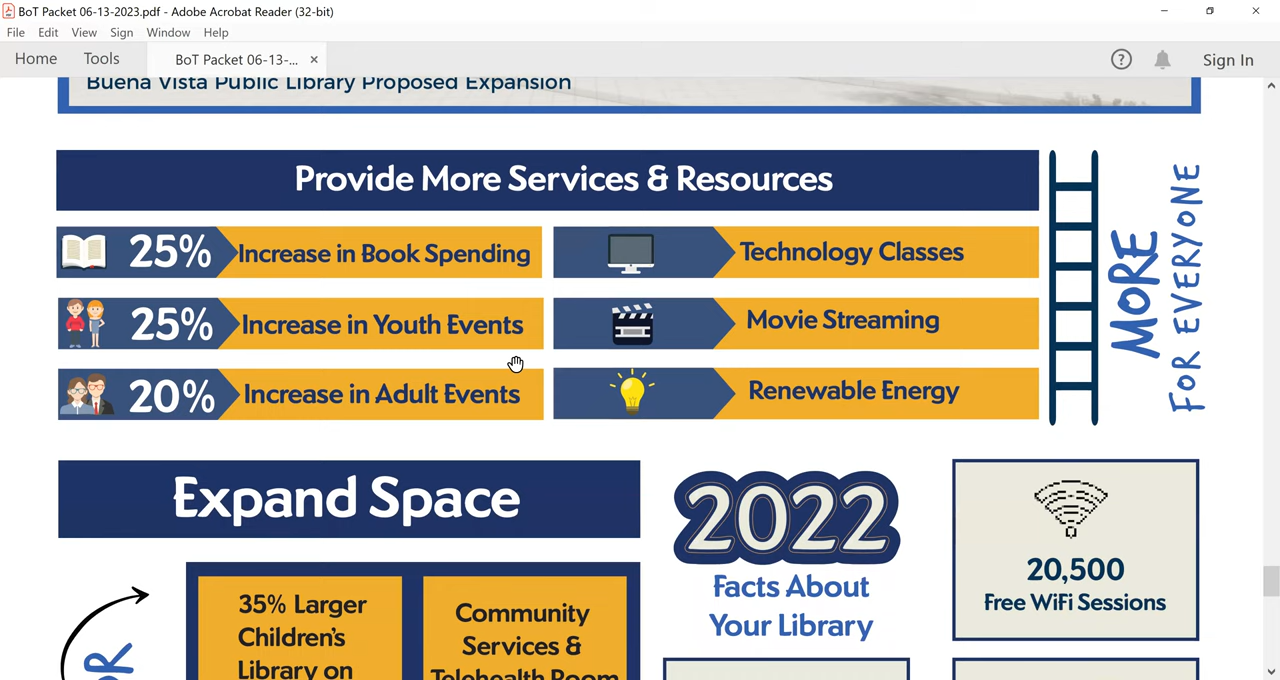 BoT Packet 06-13-2023.pdf - Adobe Acrobat Reader (32-bit)
File Edit View Sign Window Help
Home Tools BoT Packet 06-13-... × Sign In
Buena Vista Public Library Proposed Expansion
Provide More Services & Resources
25% Increase in Book Spending
Technology Classes
25% Increase in Youth Events
Movie Streaming
20% Increase in Adult Events
Renewable Energy
MORE
FOR EVERYONE
Expand Space
35% Larger
Children's
Library on
Community
Services &
Telehealth Room
2022
Facts About
Your Library
20,500
Free WiFi Sessions